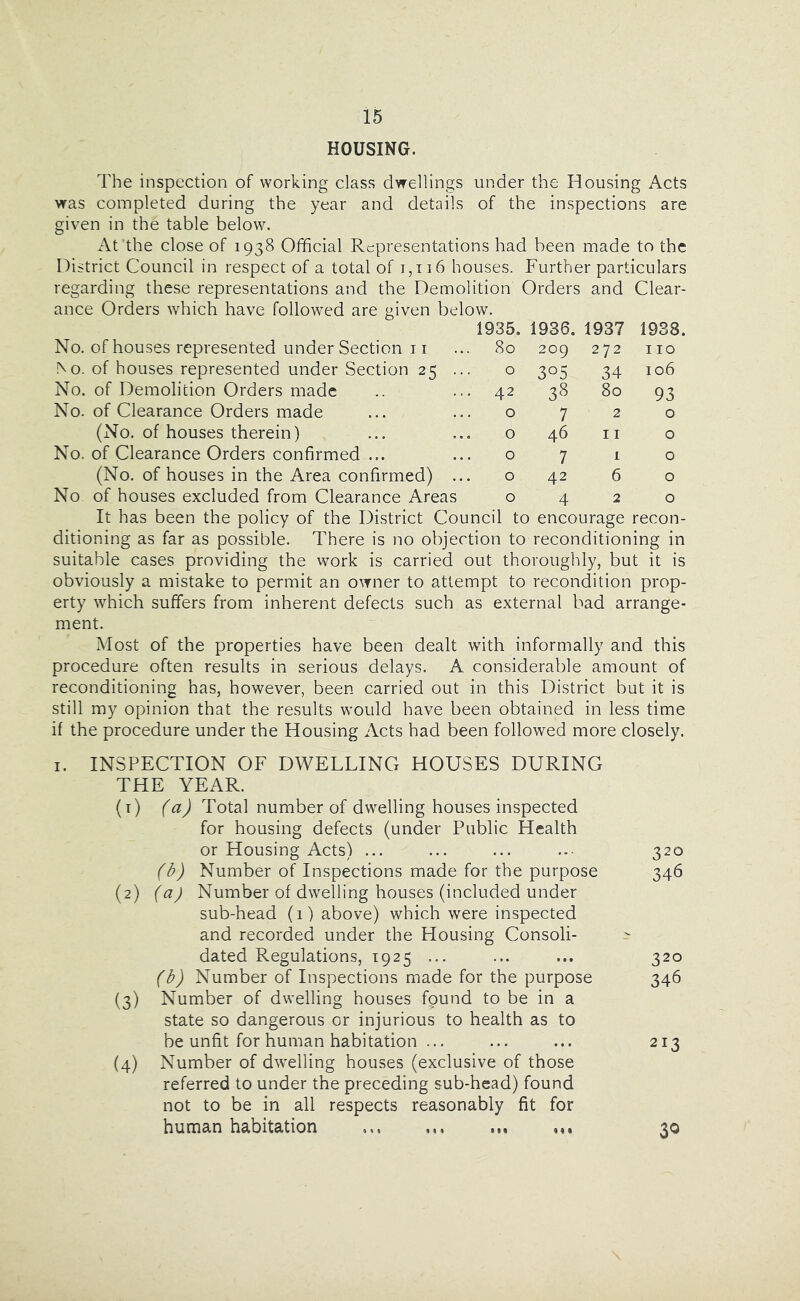 15
HOUSING.
The inspection of working class dwellings under the Housing Acts
was completed during the year and details of the inspections are
given in the table below.
At the close of 1938 Official Representations had been made to the
District Council in respect of a total of 1,116 houses. Further particulars
regarding these representations and the Demolition Orders and Clear-
ance Orders which have followed are given below.
1935. 1936. 1937 1938.
No. of houses represented under Section 11 ... 80 209 272 110
No. of houses represented under Section 25 ... 0 305 34 106
No. of Demolition Orders made .. ... 42 38 80 93
No. of Clearance Orders made ... ... 0 7 2 0
(No. of houses therein) ... ... 0 46 11 0
No. of Clearance Orders confirmed ... ... 0 7 1 0
(No. of houses in the Area confirmed) ... 0 42 6 0
No of houses excluded from Clearance Areas 0 4 2 0
It has been the policy of the District Council to encourage recon-
ditioning as far as possible. There is no objection to reconditioning in
suitable cases providing the work is carried out thoroughly, but it is
obviously a mistake to permit an owner to attempt to recondition prop-
erty which suffers from inherent defects such as external bad arrange-
ment.
Most of the properties have been dealt with informally and this
procedure often results in serious delays. A considerable amount of
reconditioning has, however, been carried out in this District but it is
still my opinion that the results would have been obtained in less time
if the procedure under the Housing Acts had been followed more closely.
1. INSPECTION OF DWELLING HOUSES DURING
THE YEAR.
(1) (a) Total number of dwelling houses inspected
for housing defects (under Public Health
or Housing Acts) ... ... ... ... 320
(b) Number of Inspections made for the purpose 346
(2) (a) Number of dwelling houses (included under
sub-head (1) above) which were inspected
and recorded under the Housing Consoli-
dated Regulations, 1925 ... ... ... 320
(b) Number of Inspections made for the purpose 346
(3) Number of dwelling houses found to be in a
state so dangerous or injurious to health as to
be unfit for human habitation ... ... ... 213
(4) Number of dwelling houses (exclusive of those
referred to under the preceding sub-head) found
not to be in all respects reasonably fit for
human habitation ... ... ... ... 30